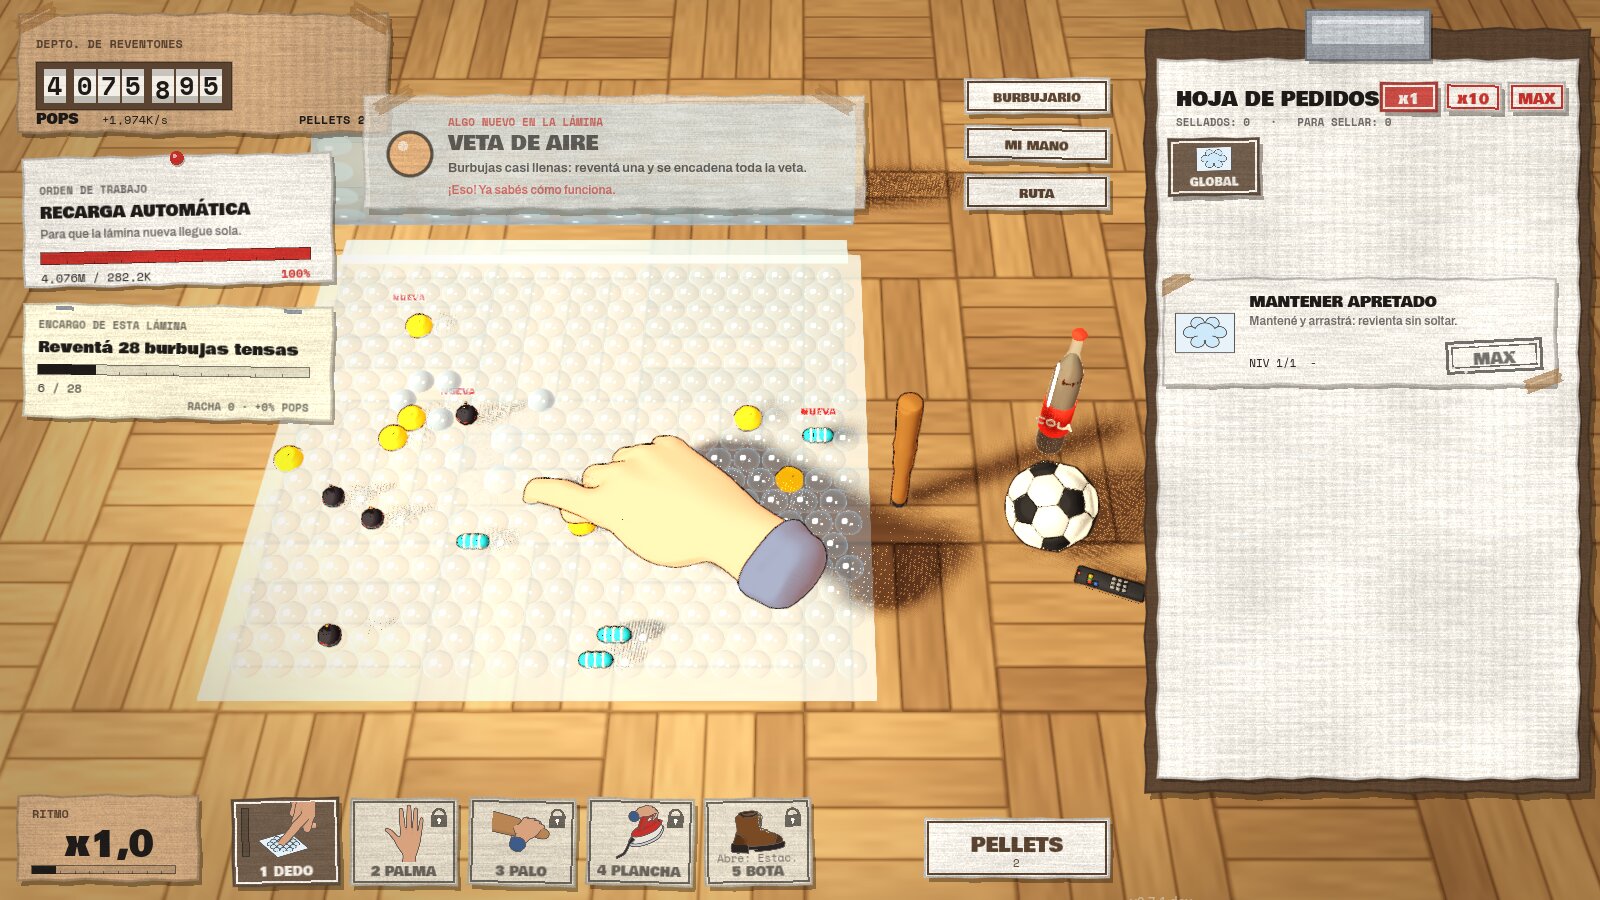 DEPTO. DE REVENTONES
4 075 895
POPS +1,974K/s PELLETS 2
ALGO NUEVO EN LA LÁMINA
VETA DE AIRE
Burbujas casi llenas: reventá una y se encadena toda la veta.
¡Eso! Ya sabés cómo funciona.
ORDEN DE TRABAJO
RECARGA AUTOMÁTICA
Para que la lámina nueva llegue sola.
4,076M / 282.2K 100%
ENCARGO DE ESTA LÁMINA
Reventá 28 burbujas tensas
6 / 28
RACHA 0 · +0% POPS
BURBUJARIO
MI MANO
RUTA
HOJA DE PEDIDOS x1 x10 MAX
SELLADOS: 0 · PARA SELLAR: 0
GLOBAL
MANTENER APRETADO
Mantené y arrastrá: revienta sin soltar.
NIV 1/1 -
MAX
NUEVA
NUEVA
NUEVA
COLA
RITMO
x1,0
1 DEDO
2 PALMA
3 PALO
4 PLANCHA
Abre: Estac.
5 BOTA
PELLETS
2